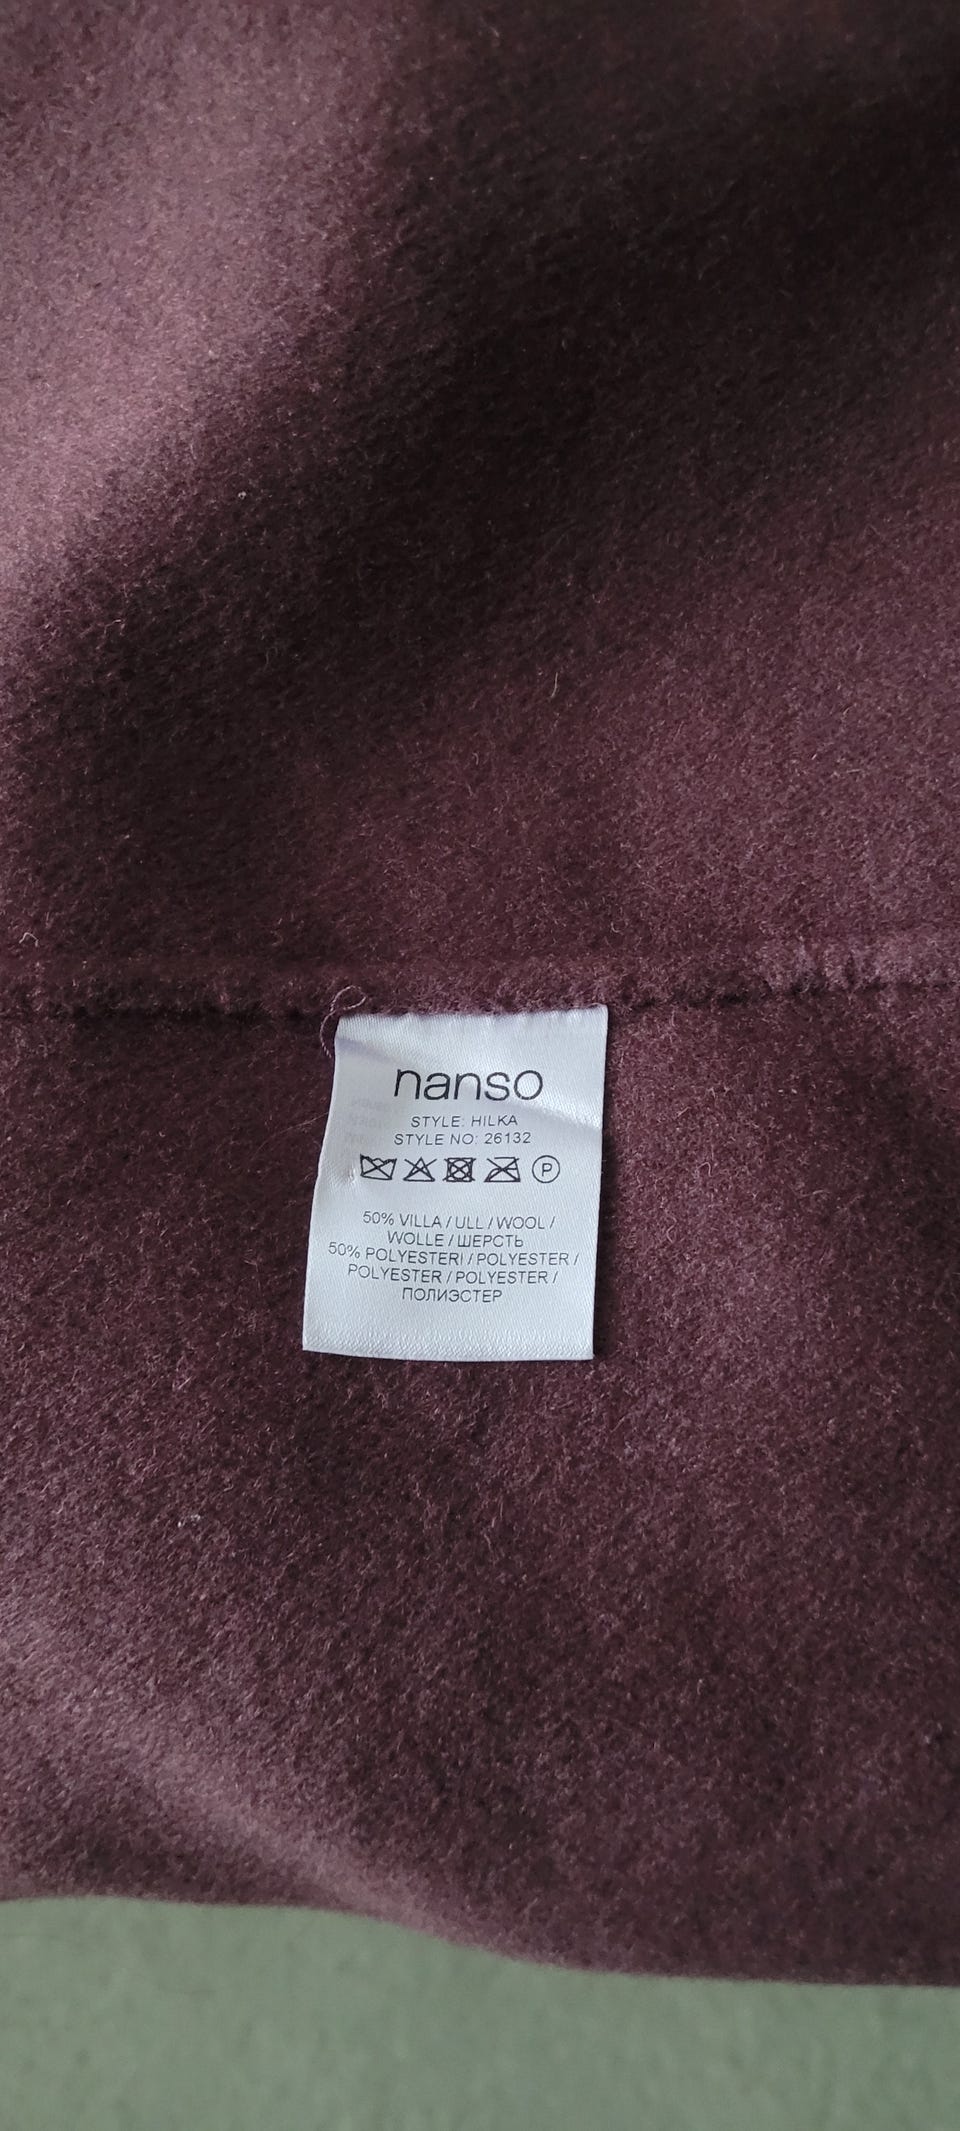 nanso
STYLE: HILKA
STYLE NO: 26132
P
50% VILLA / ULL / WOOL /
WOLLE / ШЕРСТЬ
50% POLYESTERI / POLYESTER /
POLYESTER / POLYESTER /
ПОЛИЭСТЕР